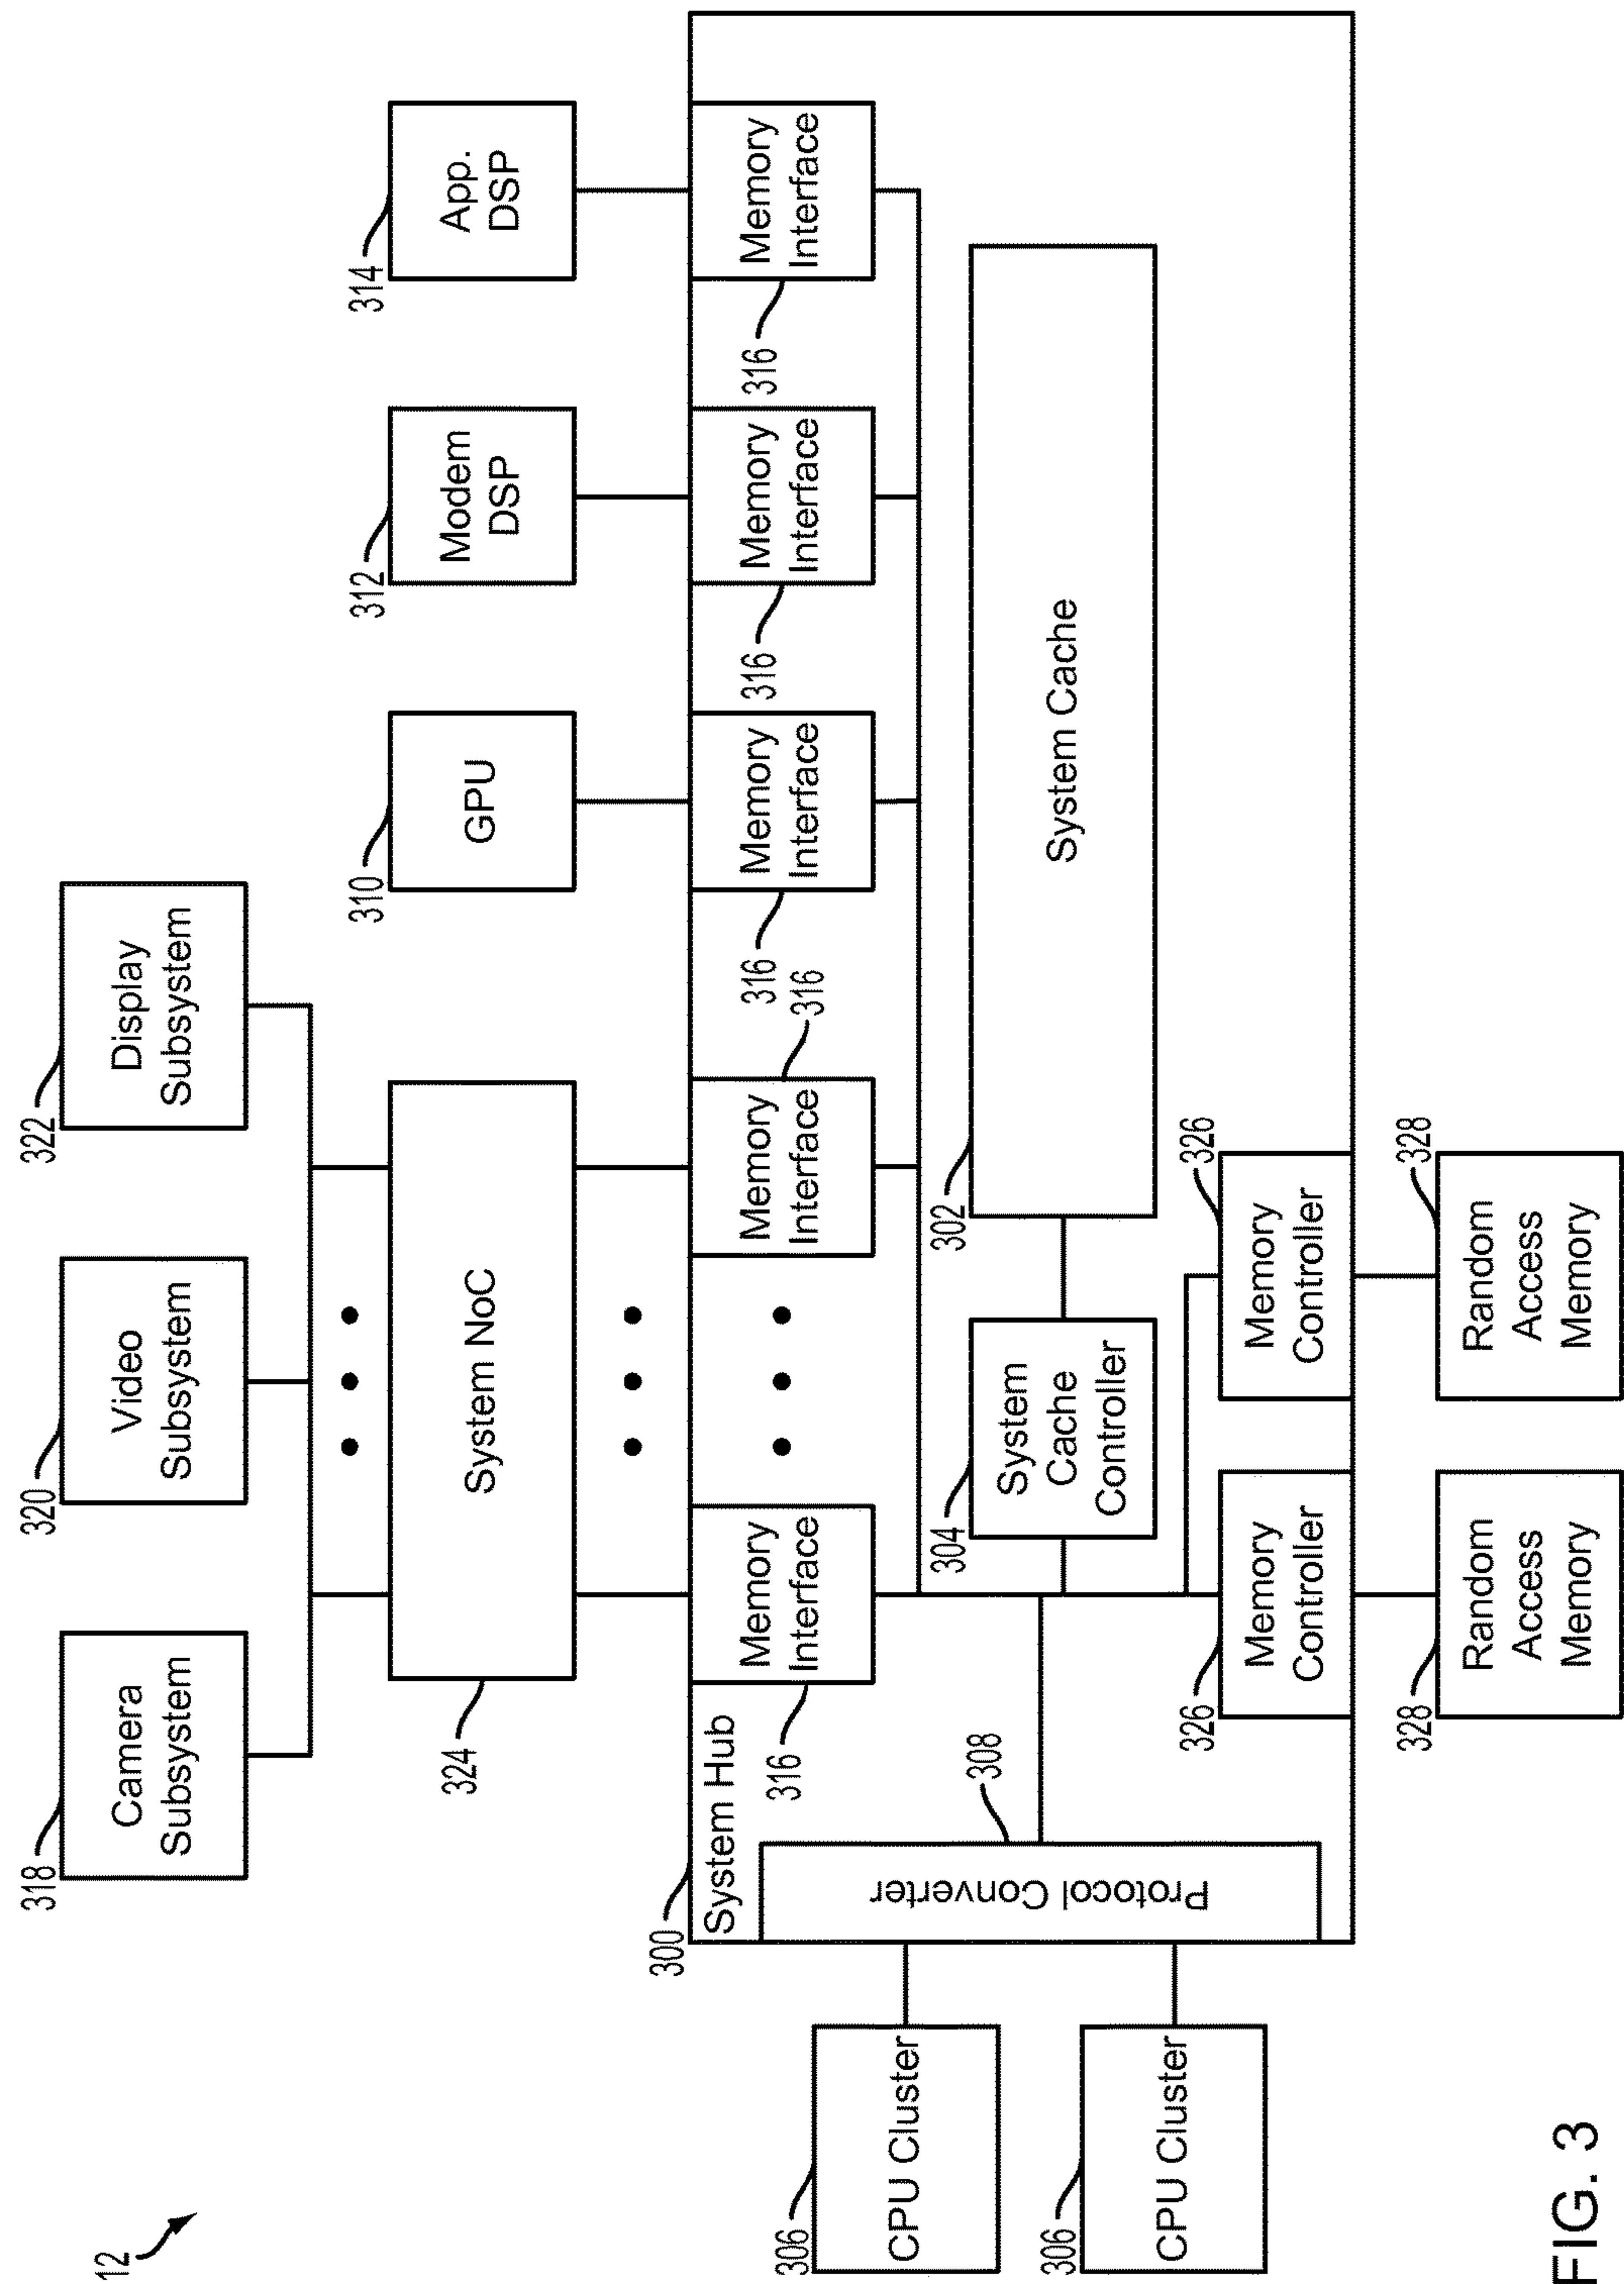 12
318
Camera
Subsystem
320
Video
Subsystem
322
Display
Subsystem
324
System NoC
310
GPU
312
Modem
DSP
314
App.
DSP
300
System Hub
Memory
Interface
316
Memory
Interface
316
Memory
Interface
316
Memory
Interface
316
Memory
Interface
316
306
CPU Cluster
306
CPU Cluster
Protocol Converter
308
304
System
Cache
Controller
302
System Cache
326
Memory
Controller
326
Memory
Controller
328
Random
Access
Memory
328
Random
Access
Memory
FIG. 3